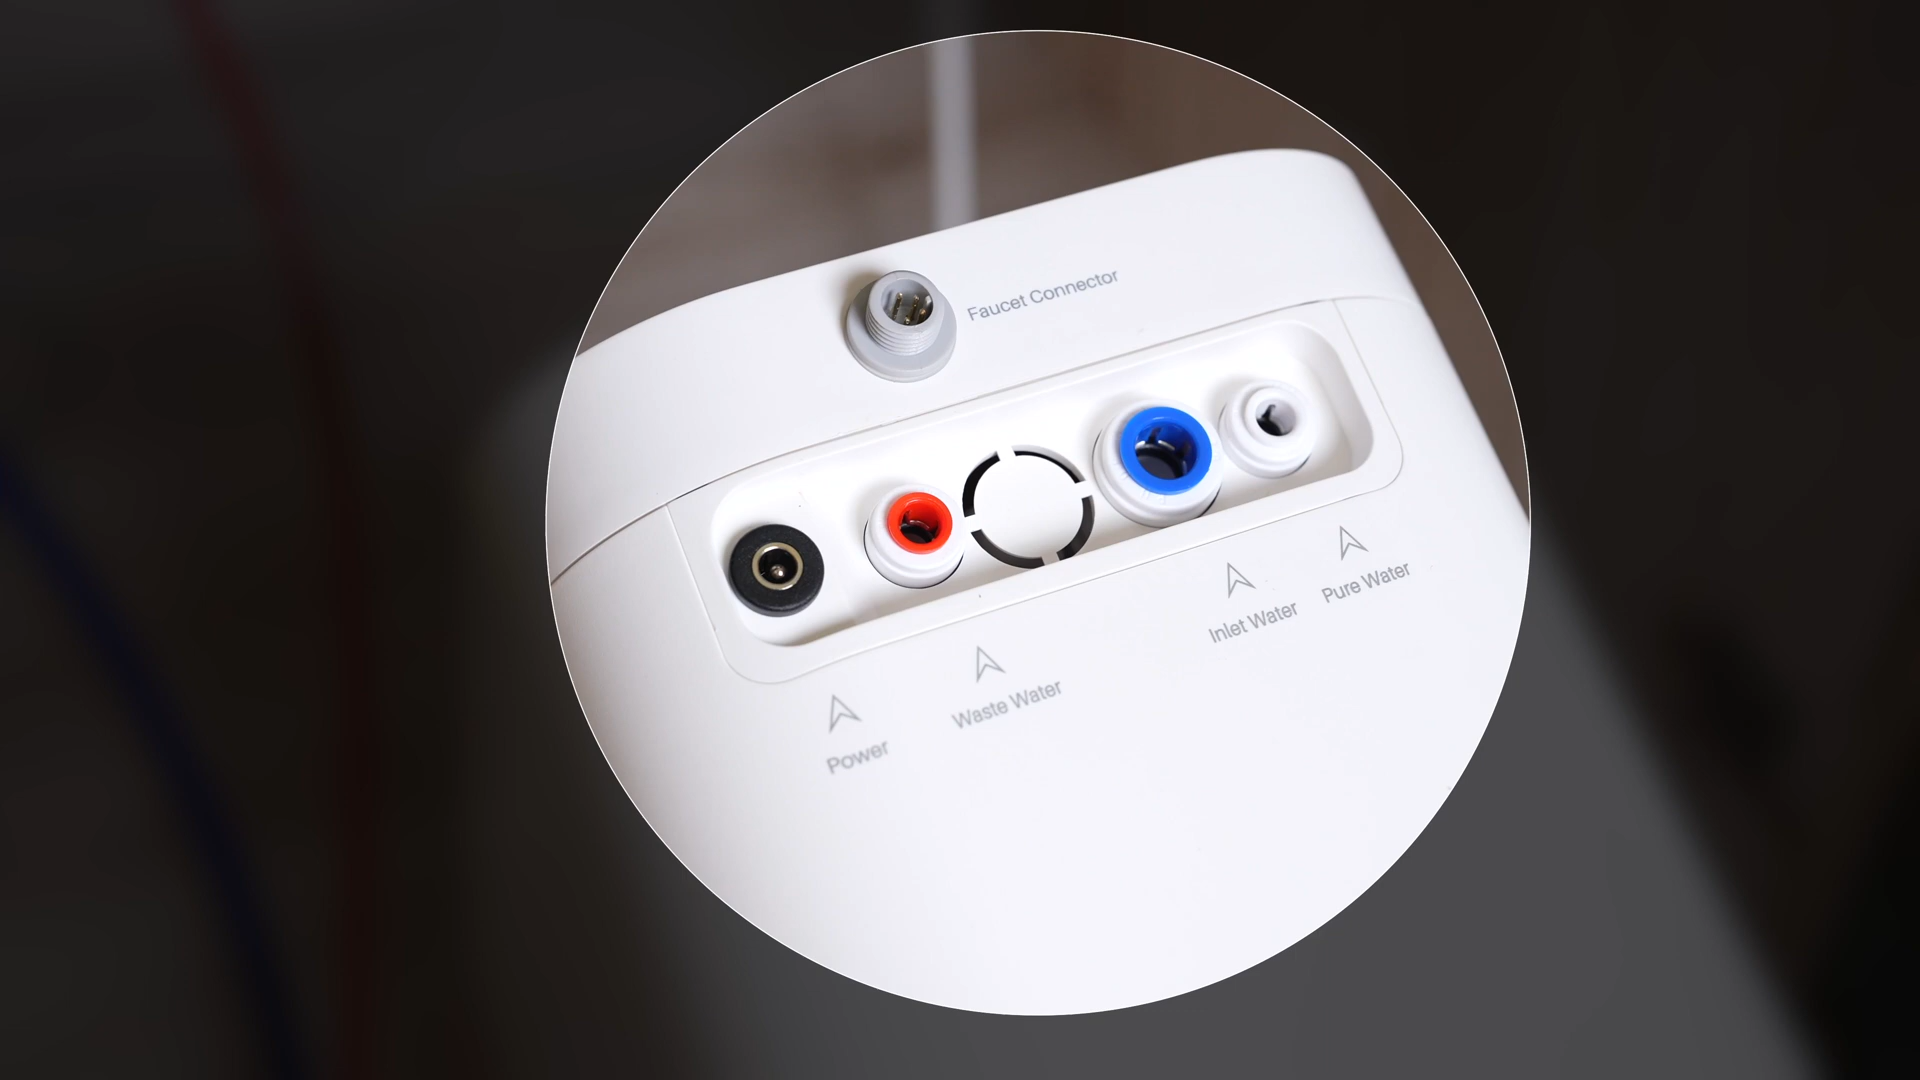 Faucet Connector
Power
Waste Water
Inlet Water
Pure Water